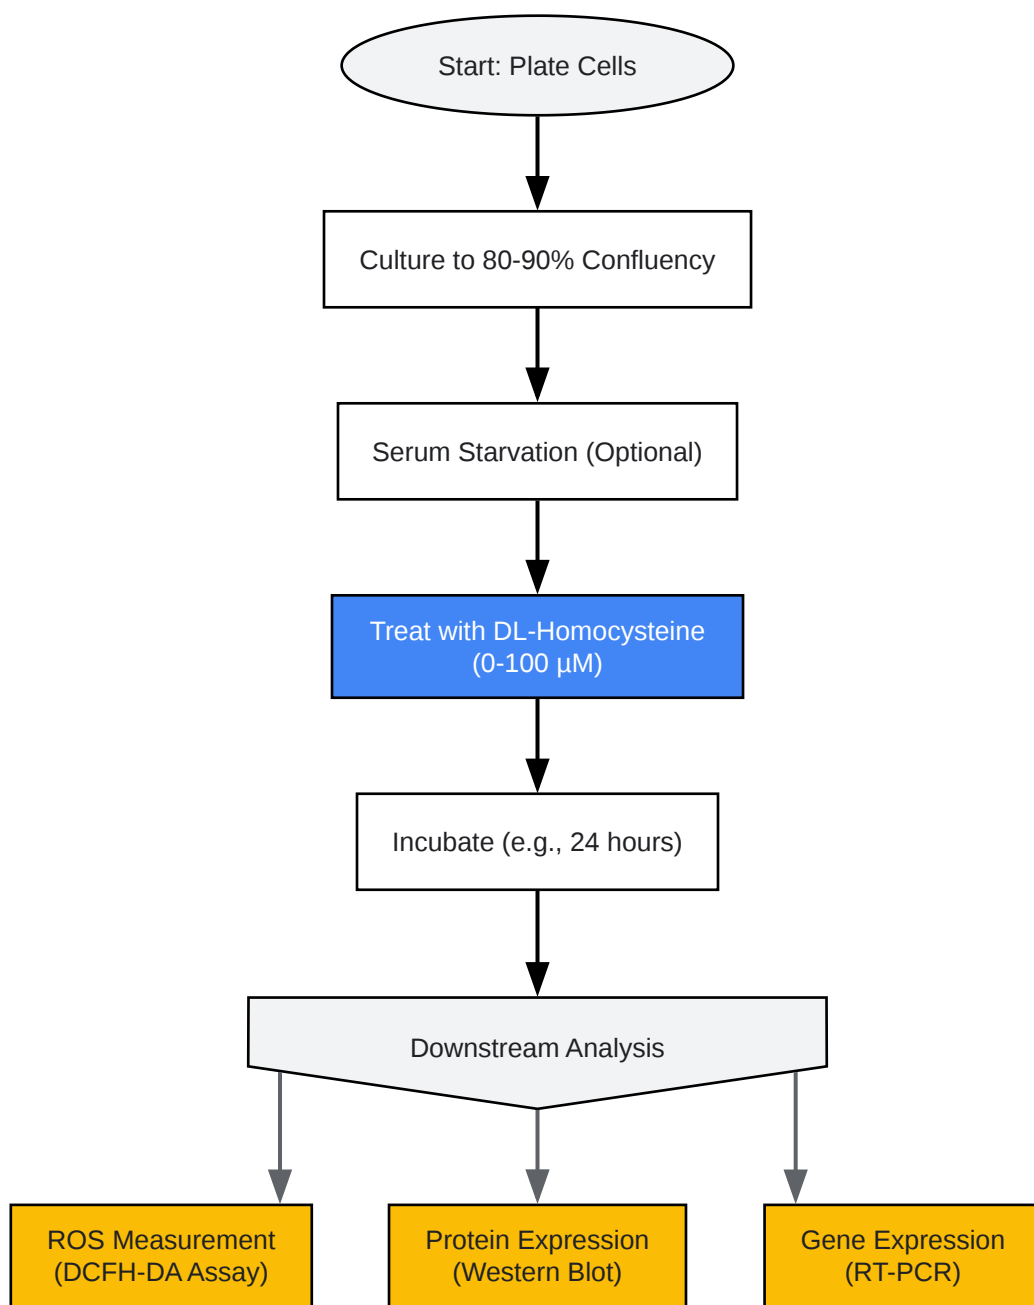 Start: Plate Cells
Culture to 80-90% Confluency
Serum Starvation (Optional)
Treat with DL-Homocysteine
(0-100 µM)
Incubate (e.g., 24 hours)
Downstream Analysis
ROS Measurement
(DCFH-DA Assay)
Protein Expression
(Western Blot)
Gene Expression
(RT-PCR)